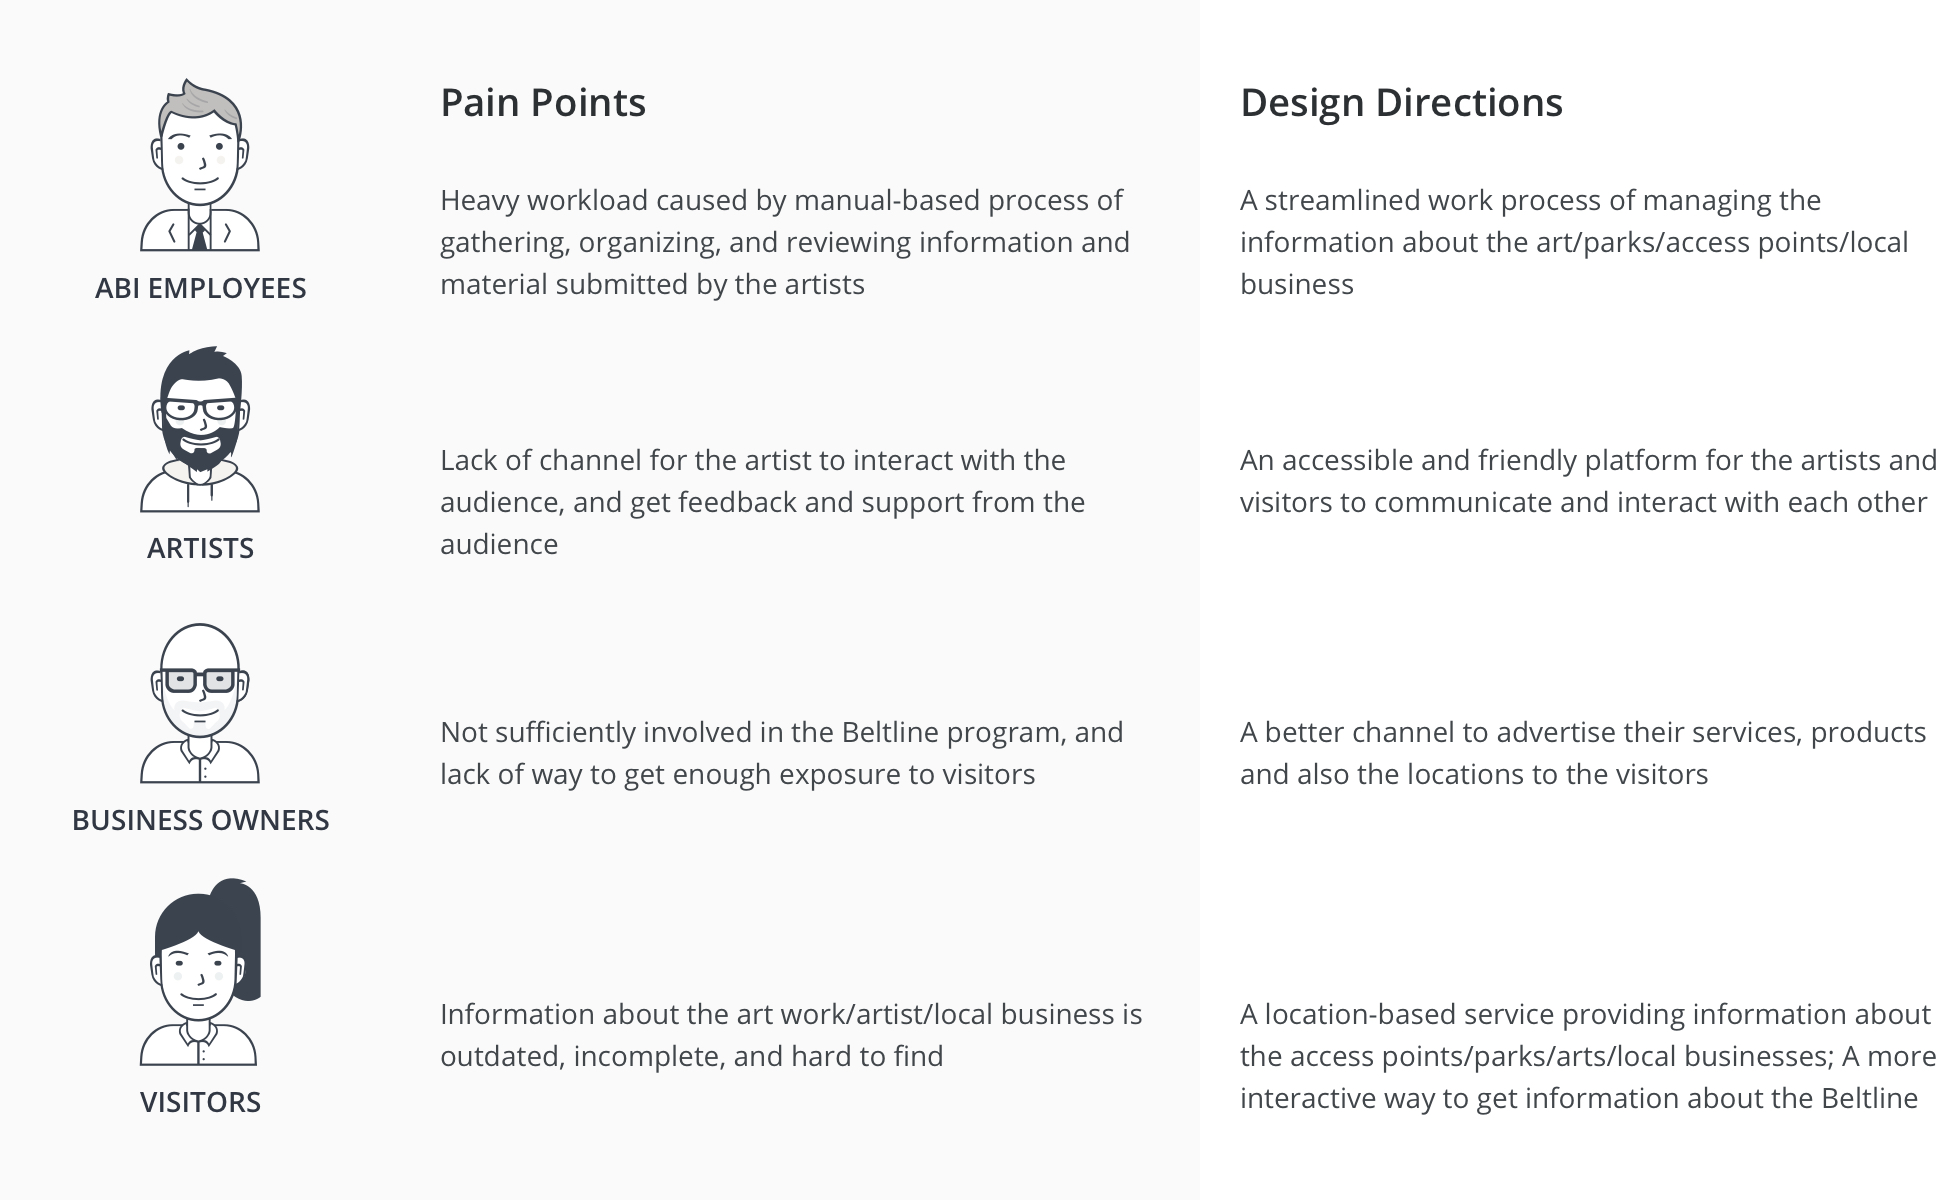 Pain Points
Design Directions
Heavy workload caused by manual-based process of
gathering, organizing, and reviewing information and
material submitted by the artists
A streamlined work process of managing the
information about the art/parks/access points/local
business
ABI EMPLOYEES
Lack of channel for the artist to interact with the
audience, and get feedback and support from the
audience
An accessible and friendly platform for the artists and
visitors to communicate and interact with each other
ARTISTS
Not sufficiently involved in the Beltline program, and
lack of way to get enough exposure to visitors
A better channel to advertise their services, products
and also the locations to the visitors
BUSINESS OWNERS
Information about the art work/artist/local business is
outdated, incomplete, and hard to find
A location-based service providing information about
the access points/parks/arts/local businesses; A more
interactive way to get information about the Beltline
VISITORS